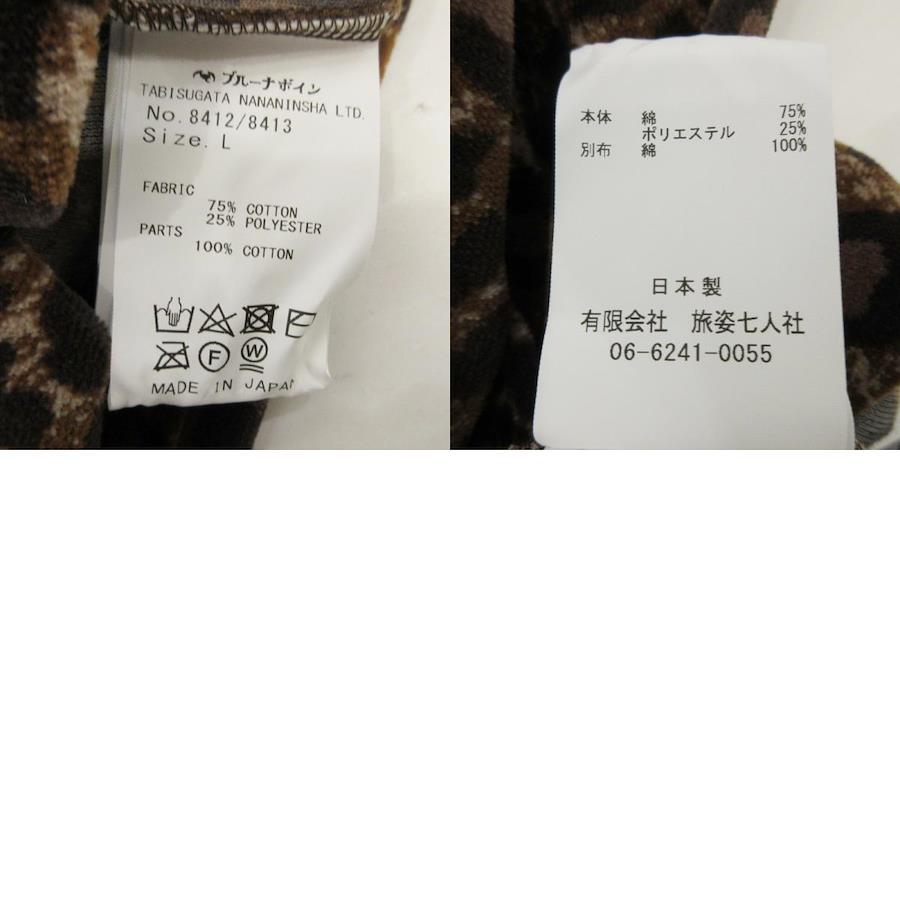 ブルーナボイン
TABISUGATA NANANINSHA LTD.
No. 8412/8413
Size. L
FABRIC
75% COTTON
25% POLYESTER
PARTS
100% COTTON
F
W
MADE IN JAPAN
本体 綿 75%
ポリエステル 25%
別布 綿 100%
日本製
有限会社 旅姿七人社
06-6241-0055